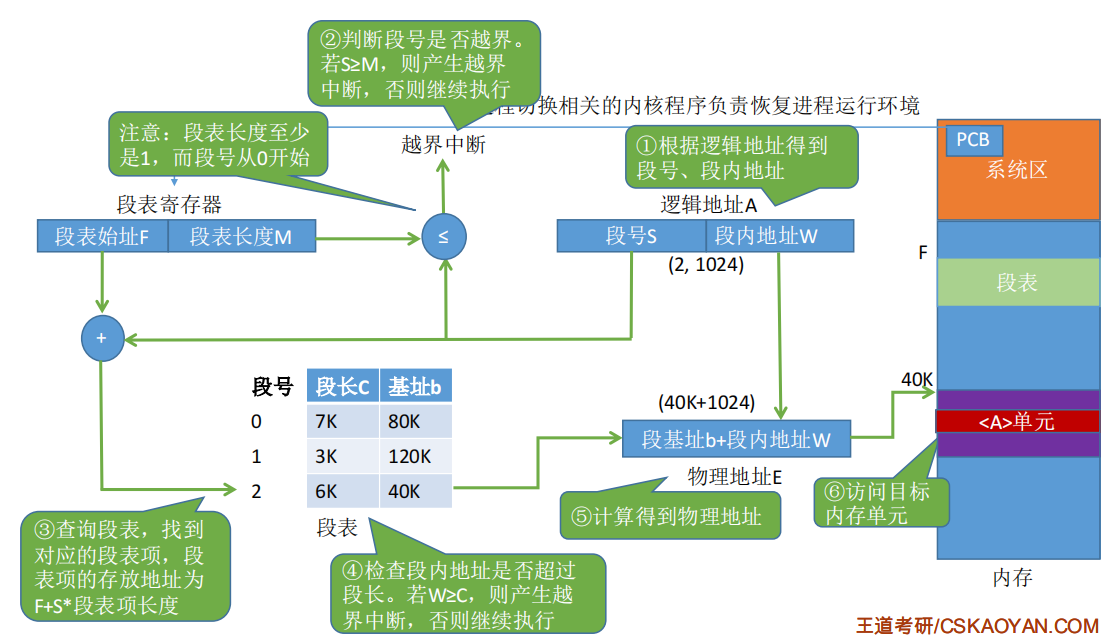 ②判断段号是否越界。
若S≥M，则产生越界
中断，否则继续执行
程切换相关的内核程序负责恢复进程运行环境
注意：段表长度至少
是1，而段号从0开始
越界中断
①根据逻辑地址得到
段号、段内地址
PCB
系统区
段表寄存器
逻辑地址A
段表始址F
段表长度M
≤
段号S
段内地址W
(2, 1024)
F
段表
+
40K
段号
段长C
基址b
0
7K
80K
1
3K
120K
2
6K
40K
段表
(40K+1024)
段基址b+段内地址W
物理地址E
<A>单元
③查询段表，找到
对应的段表项，段
表项的存放地址为
F+S*段表项长度
④检查段内地址是否超过
段长。若W≥C，则产生越
界中断，否则继续执行
⑤计算得到物理地址
⑥访问目标
内存单元
内存
王道考研/CSKAOYAN.COM